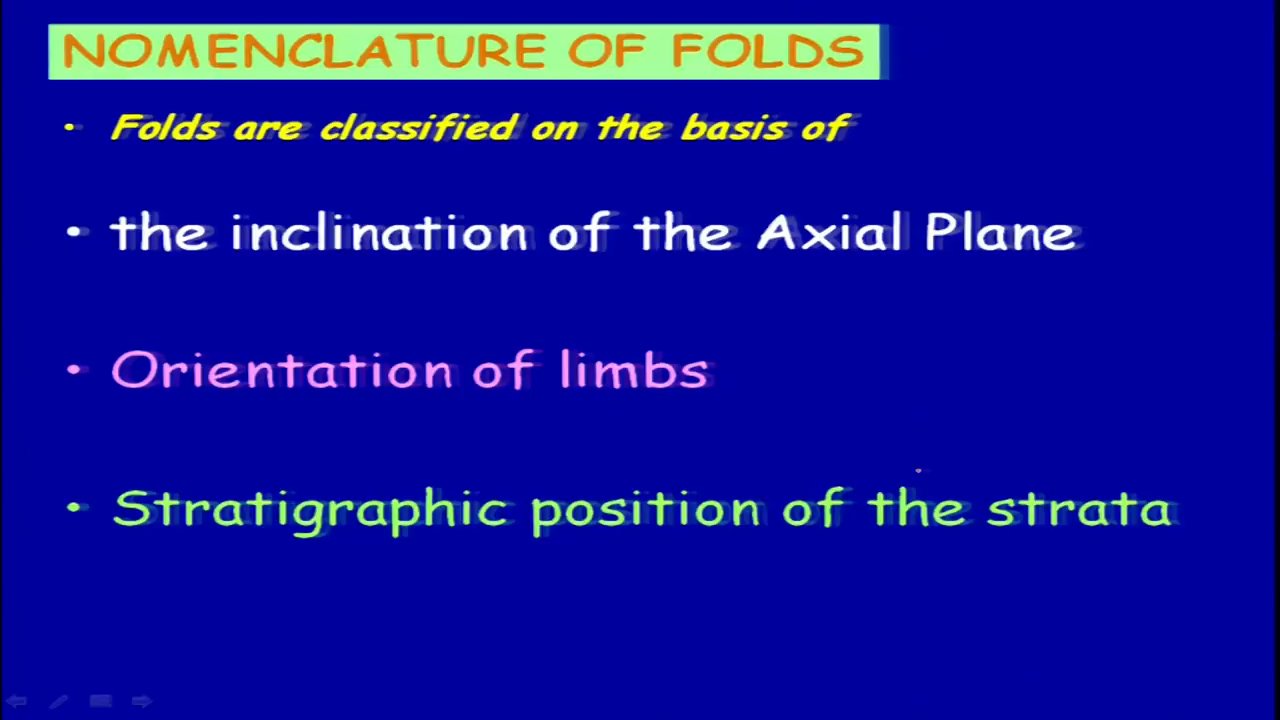 NOMENCLATURE OF FOLDS
• Folds are classified on the basis of
• the inclination of the Axial Plane
• Orientation of limbs
• Stratigraphic position of the strata